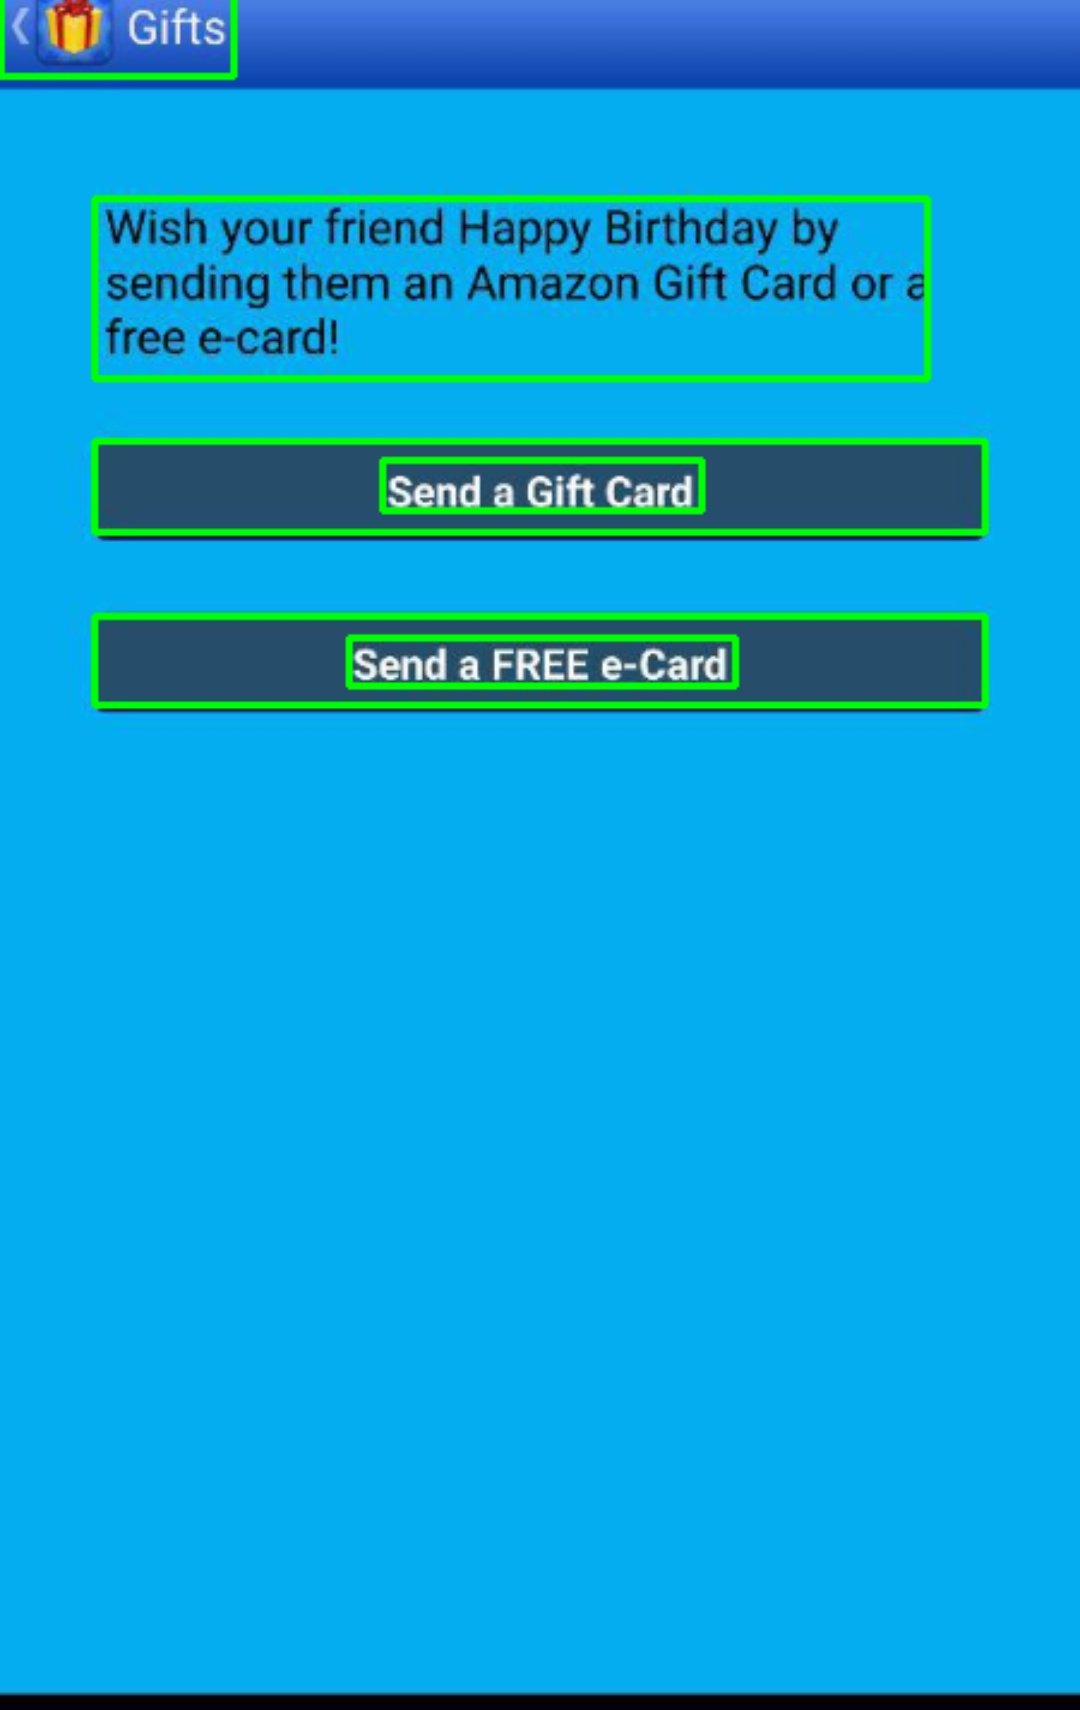 Gifts
Wish your friend Happy Birthday by
sending them an Amazon Gift Card or a
free e-card!
Send a Gift Card
Send a FREE e-Card